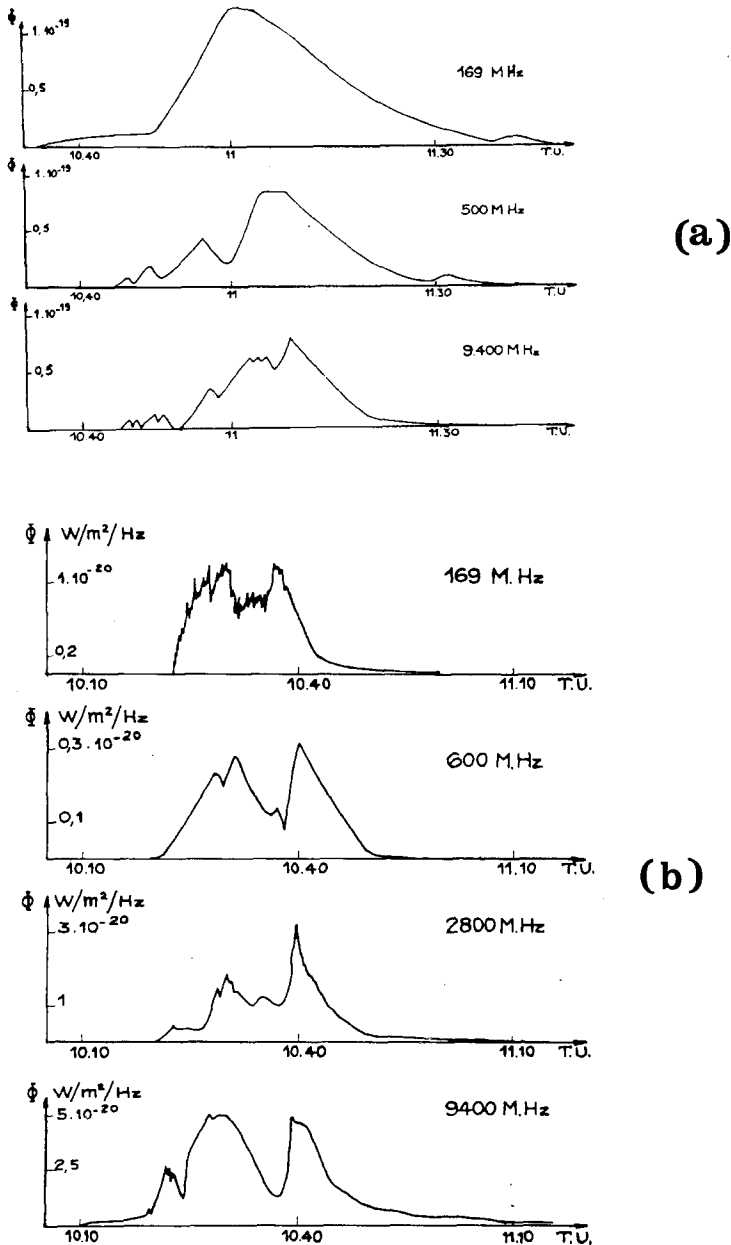 Φ
1.10⁻¹⁹
0,5
169 M Hz
10.40 11 11.30 T.U.
Φ
1.10⁻¹⁹
0,5
500 M Hz
10.40 11 11.30 T.U.
(a)
Φ
1.10⁻¹⁹
0,5
9.400 M Hz
10.40 11 11.30 T.U.
Φ W/m²/Hz
1.10⁻²⁰
0,2
169 M.Hz
10.10 10.40 11.10 T.U.
Φ W/m²/Hz
0,3.10⁻²⁰
0,1
600 M.Hz
10.10 10.40 11.10 T.U.
(b)
Φ W/m²/Hz
3.10⁻²⁰
1
2800 M.Hz
10.10 10.40 11.10 T.U.
Φ W/m²/Hz
5.10⁻²⁰
2,5
9400 M.Hz
10.10 10.40 11.10 T.U.